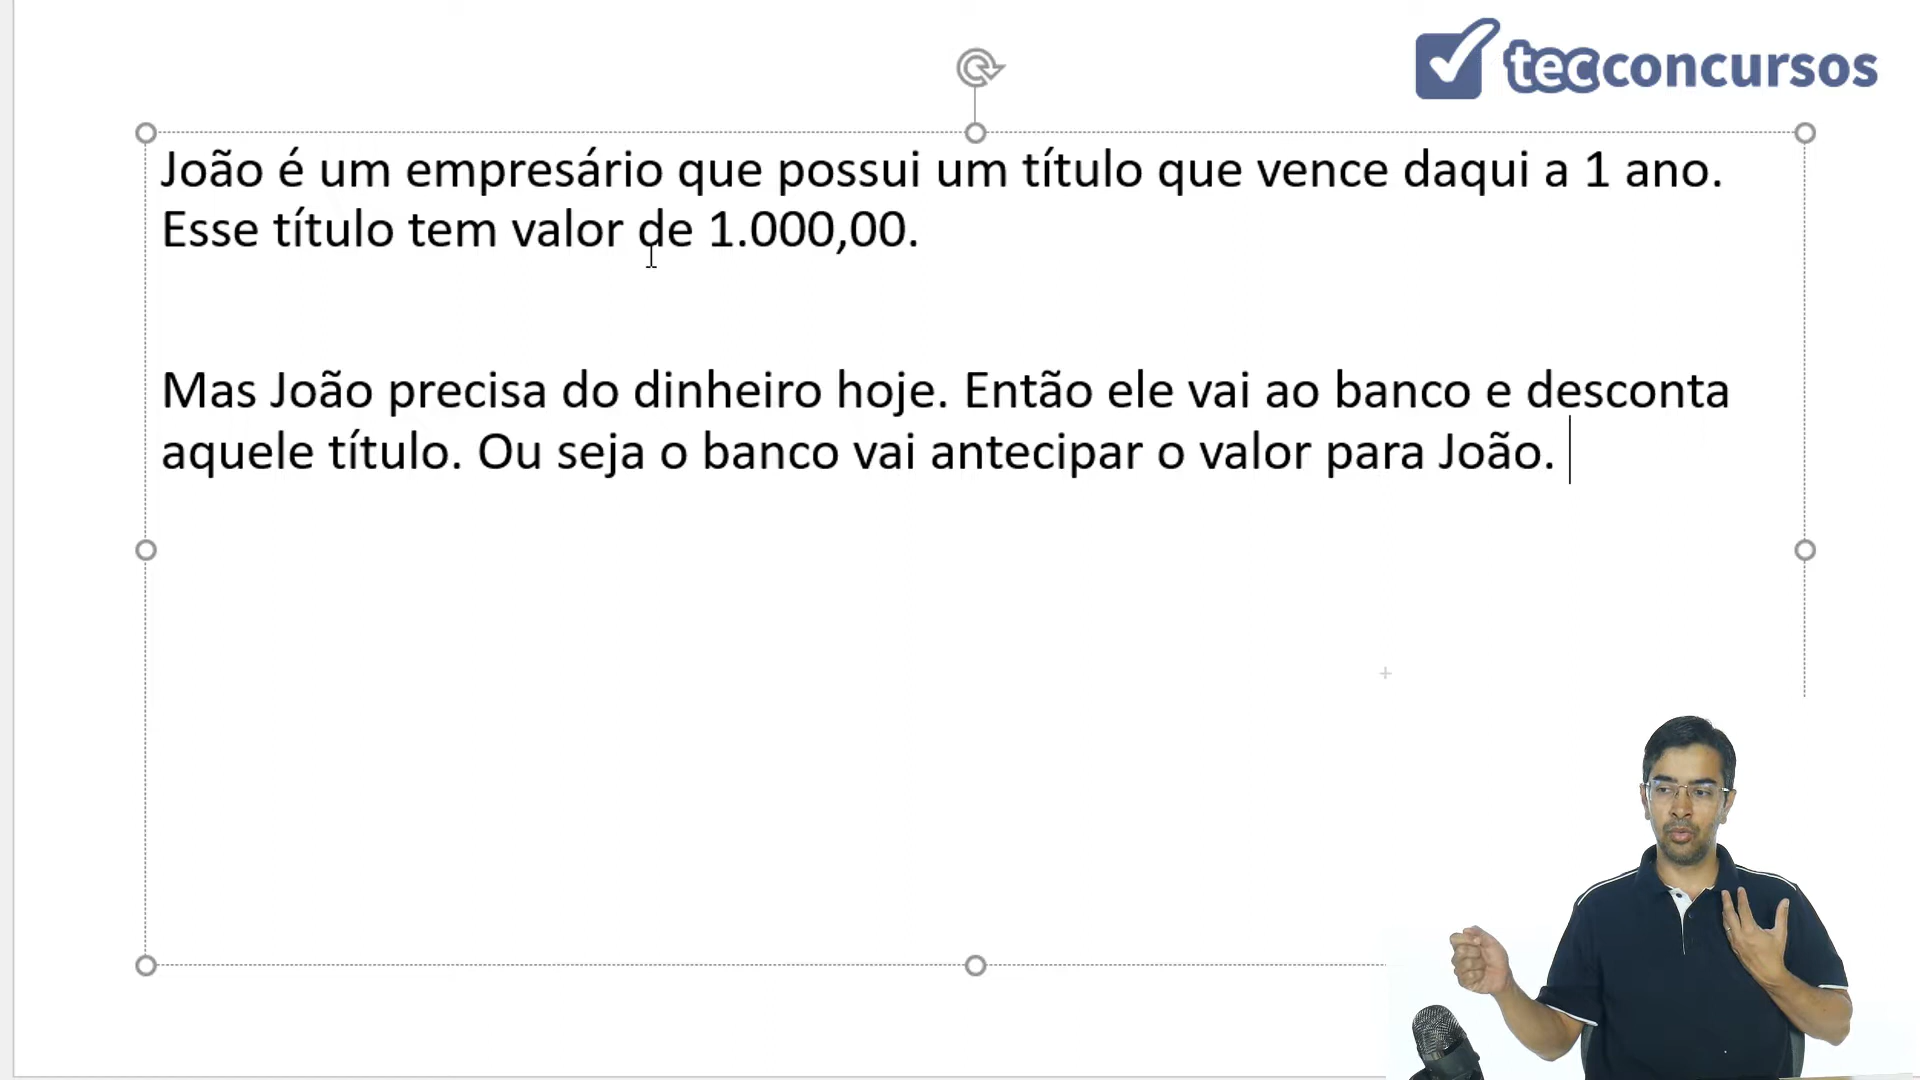 tecconcursos
João é um empresário que possui um título que vence daqui a 1 ano.
Esse título tem valor de 1.000,00.
Mas João precisa do dinheiro hoje. Então ele vai ao banco e desconta
aquele título. Ou seja o banco vai antecipar o valor para João.